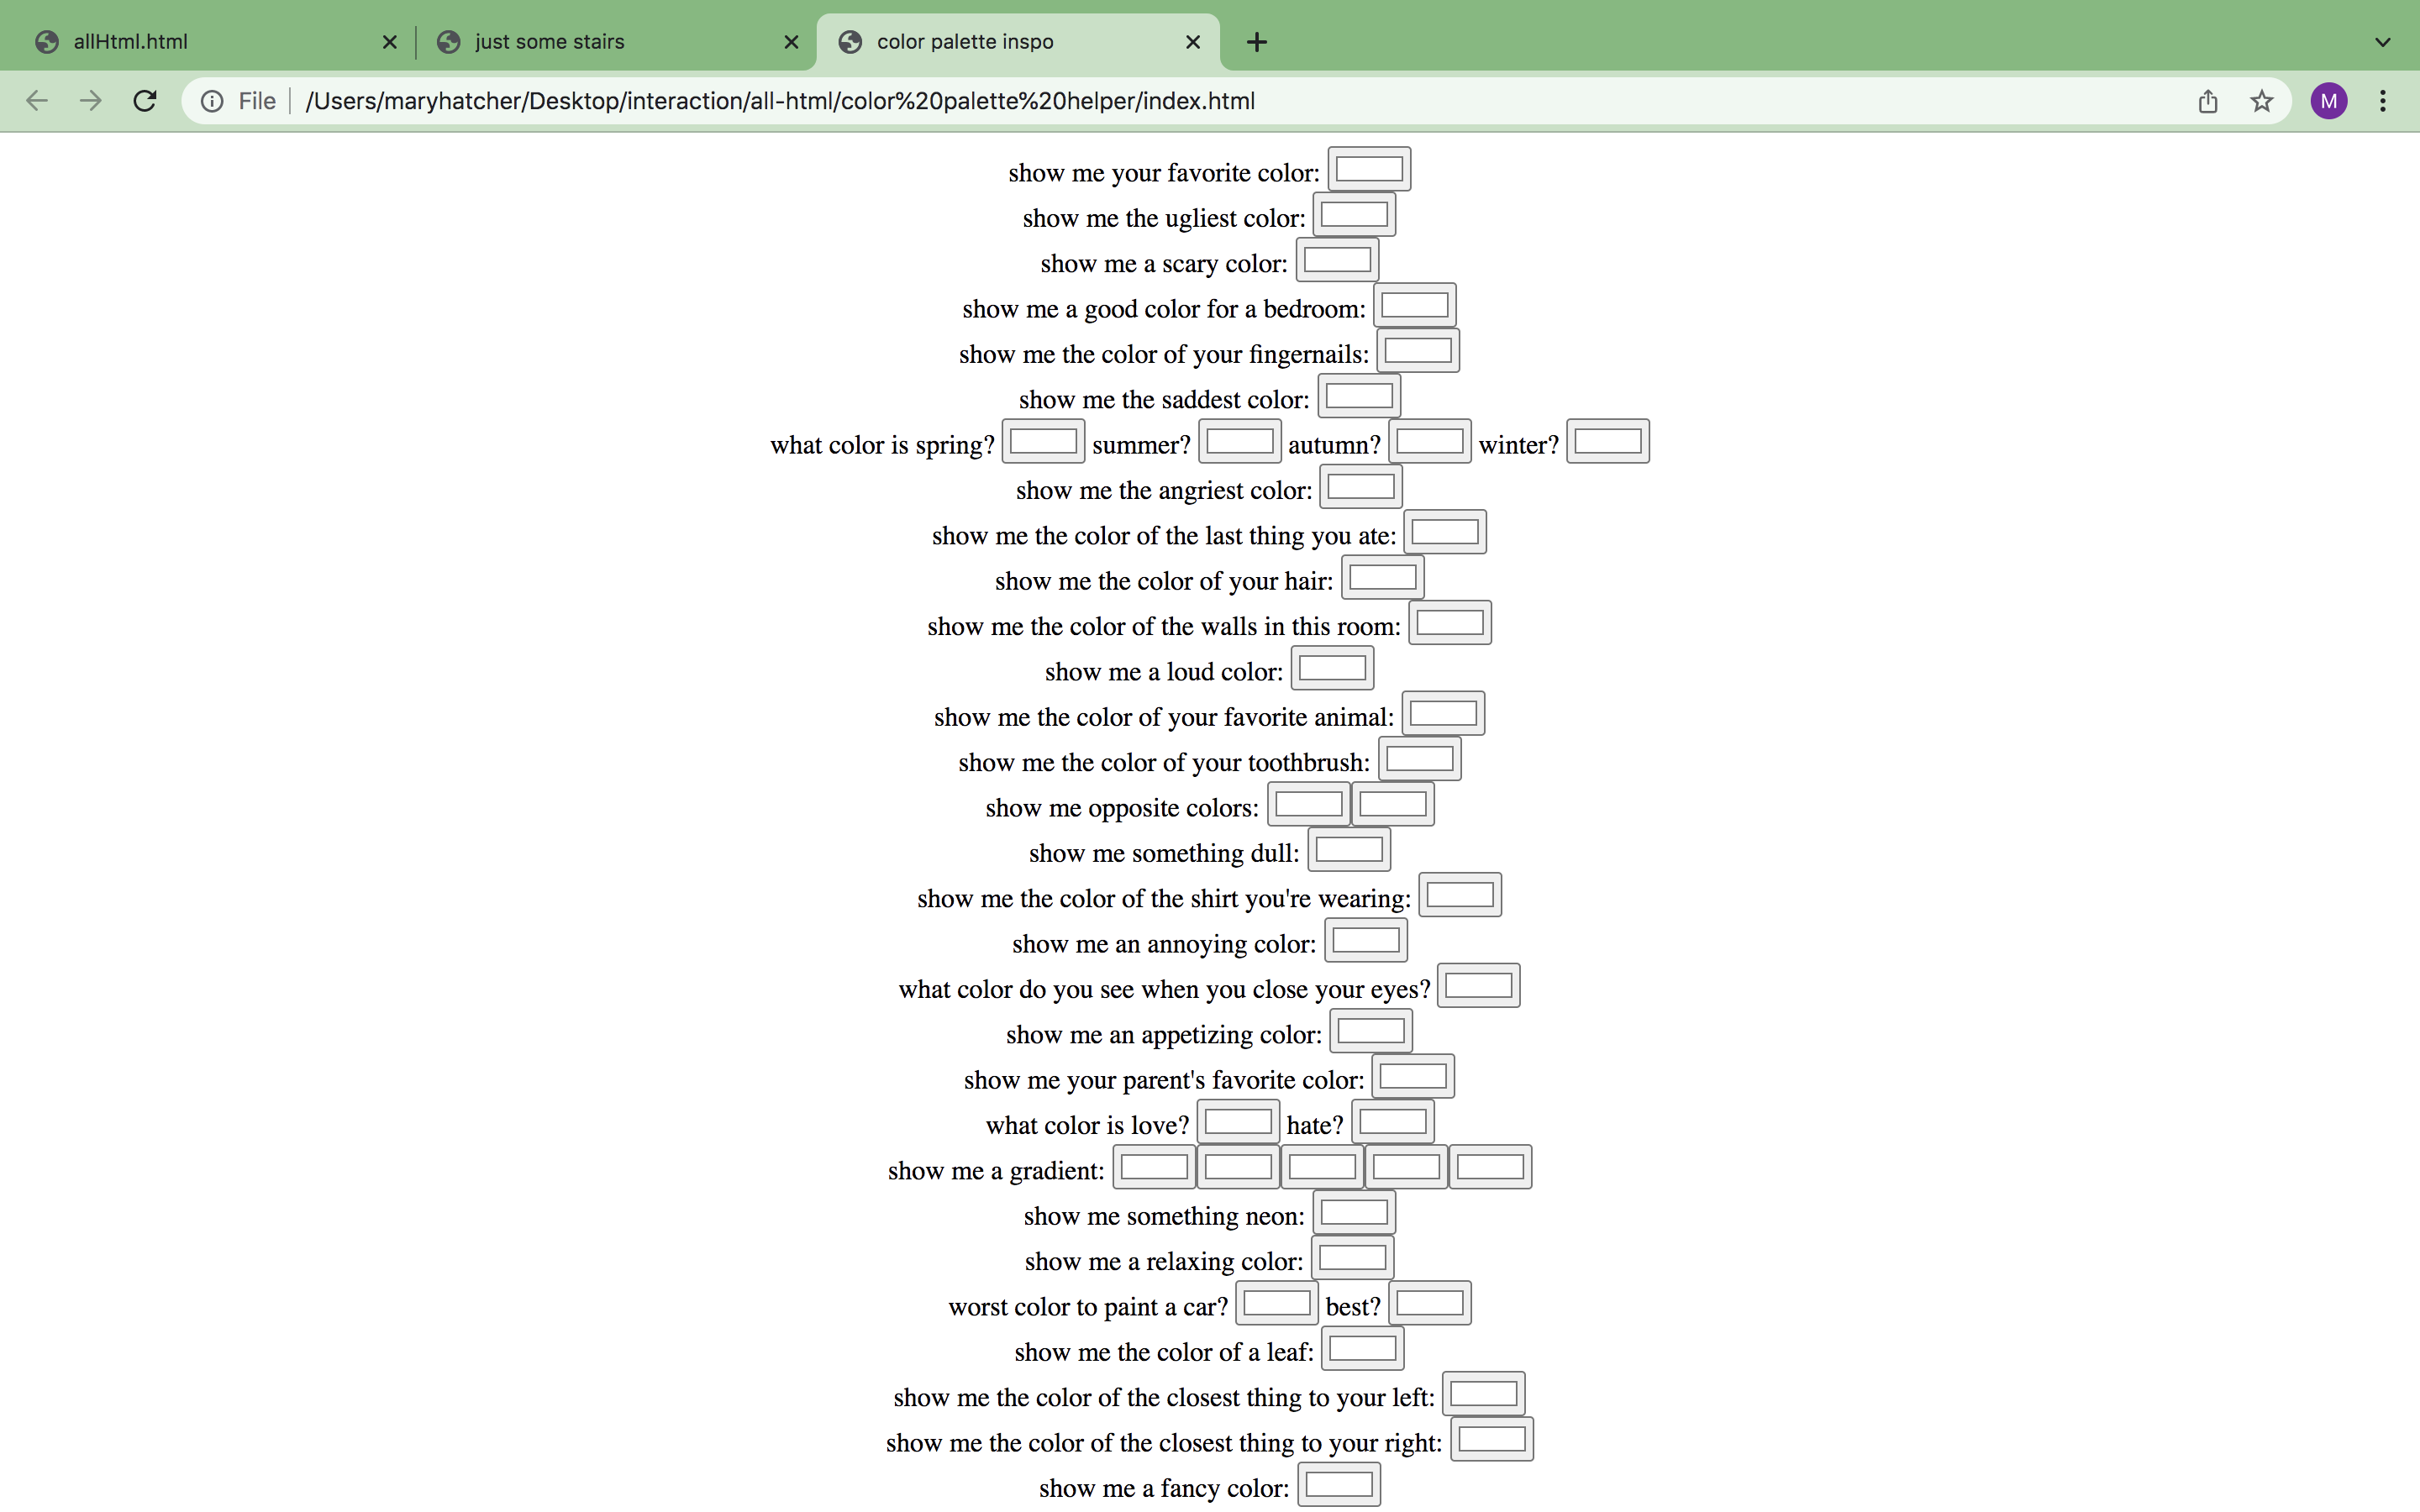 allHtml.html just some stairs color palette inspo
File /Users/maryhatcher/Desktop/interaction/all-html/color%20palette%20helper/index.html M
show me your favorite color:
show me the ugliest color:
show me a scary color:
show me a good color for a bedroom:
show me the color of your fingernails:
show me the saddest color:
what color is spring? summer? autumn? winter?
show me the angriest color:
show me the color of the last thing you ate:
show me the color of your hair:
show me the color of the walls in this room:
show me a loud color:
show me the color of your favorite animal:
show me the color of your toothbrush:
show me opposite colors:
show me something dull:
show me the color of the shirt you're wearing:
show me an annoying color:
what color do you see when you close your eyes?
show me an appetizing color:
show me your parent's favorite color:
what color is love? hate?
show me a gradient:
show me something neon:
show me a relaxing color:
worst color to paint a car? best?
show me the color of a leaf:
show me the color of the closest thing to your left:
show me the color of the closest thing to your right:
show me a fancy color: